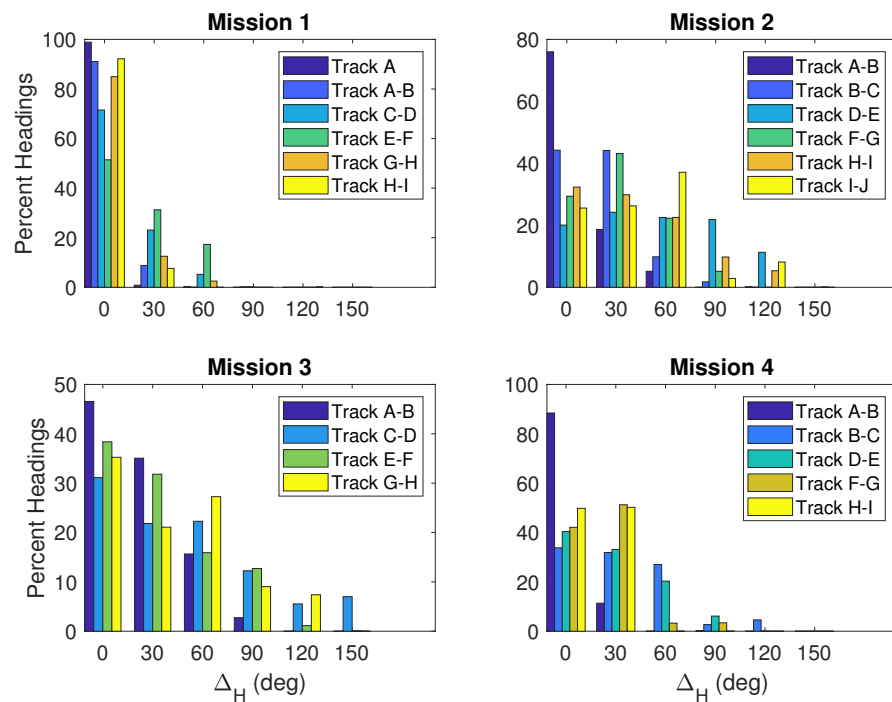 Mission 1
Percent Headings
100
80
60
40
20
0
0 30 60 90 120 150
Track A
Track A-B
Track C-D
Track E-F
Track G-H
Track H-I
Mission 2
80
60
40
20
0
0 30 60 90 120 150
Track A-B
Track B-C
Track D-E
Track F-G
Track H-I
Track I-J
Mission 3
Percent Headings
50
40
30
20
10
0
0 30 60 90 120 150
Δ_H (deg)
Track A-B
Track C-D
Track E-F
Track G-H
Mission 4
100
80
60
40
20
0
0 30 60 90 120 150
Δ_H (deg)
Track A-B
Track B-C
Track D-E
Track F-G
Track H-I